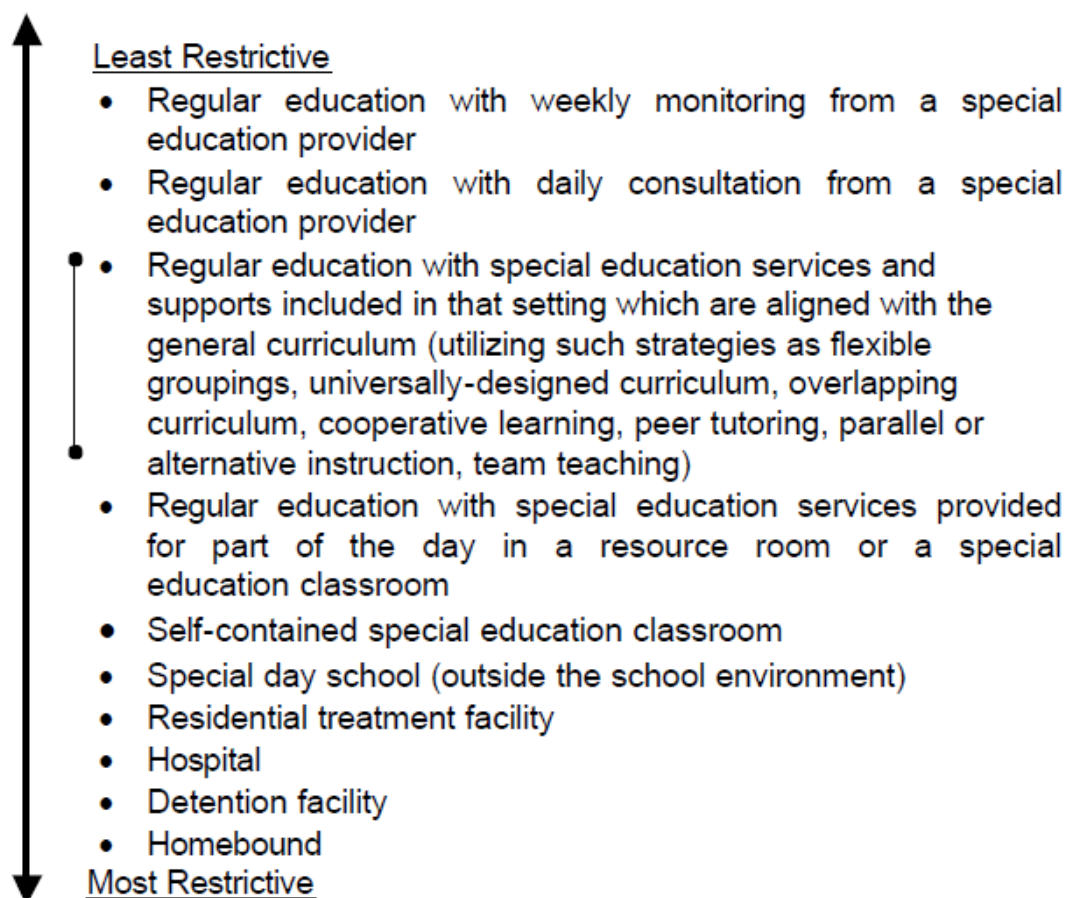 Least Restrictive
• Regular education with weekly monitoring from a special
education provider
• Regular education with daily consultation from a special
education provider
• Regular education with special education services and
supports included in that setting which are aligned with the
general curriculum (utilizing such strategies as flexible
groupings, universally-designed curriculum, overlapping
curriculum, cooperative learning, peer tutoring, parallel or
alternative instruction, team teaching)
• Regular education with special education services provided
for part of the day in a resource room or a special
education classroom
• Self-contained special education classroom
• Special day school (outside the school environment)
• Residential treatment facility
• Hospital
• Detention facility
• Homebound
Most Restrictive